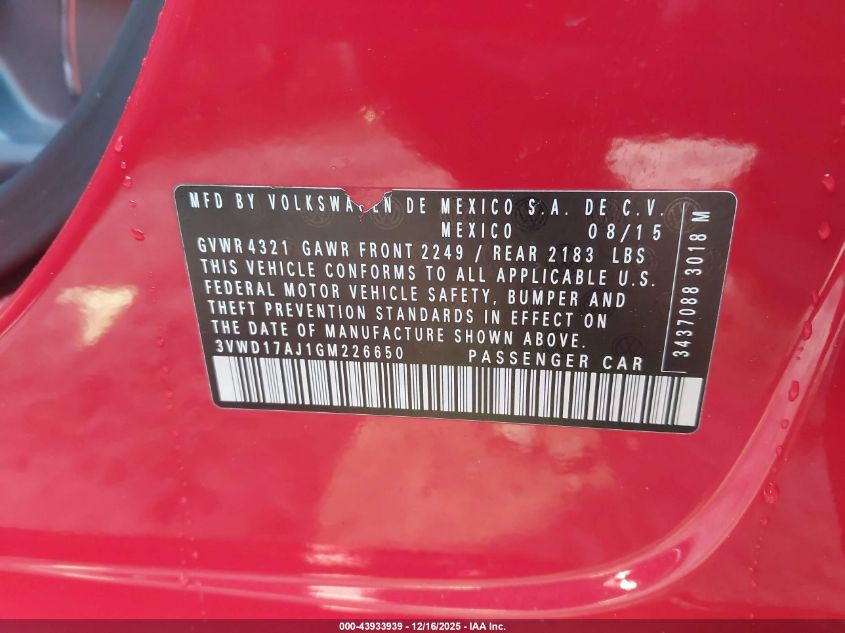 MFD BY VOLKSWAGEN DE MEXICO S.A. DE C.V.
MEXICO 08/15
GVWR 4321 GAWR FRONT 2249 / REAR 2183 LBS
THIS VEHICLE CONFORMS TO ALL APPLICABLE U.S.
FEDERAL MOTOR VEHICLE SAFETY, BUMPER AND
THEFT PREVENTION STANDARDS IN EFFECT ON
THE DATE OF MANUFACTURE SHOWN ABOVE.
3VWD17AJ1GM226650 PASSENGER CAR
3437088 3018 M
000-43933939 - 12/16/2025 - IAA Inc.